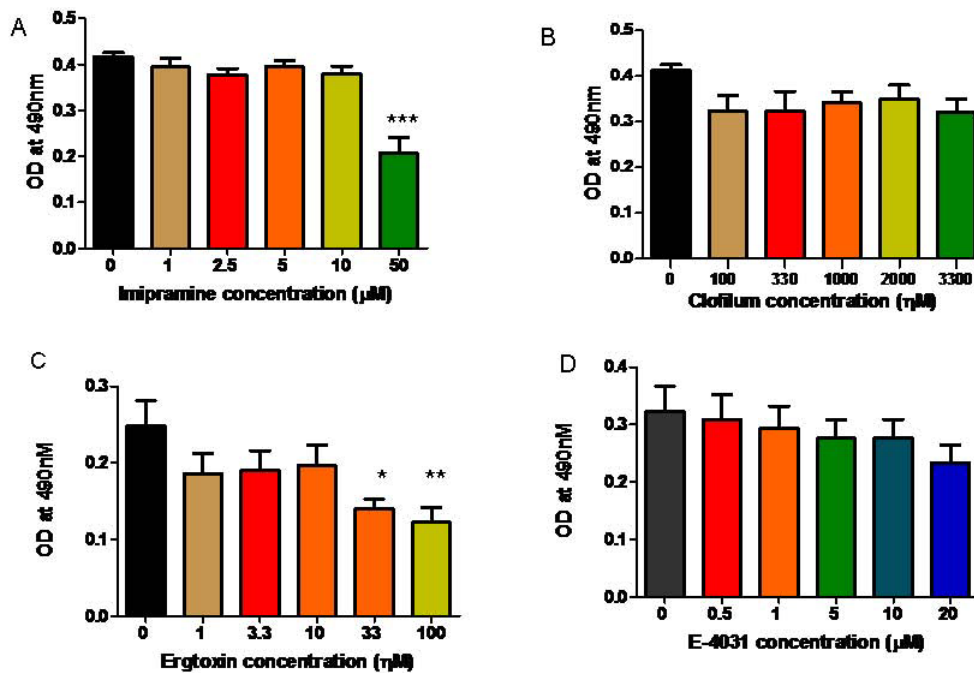 A
OD at 490nm
0.5
0.4
0.3
0.2
0.1
0.0
***
0 1 2.5 5 10 50
Imipramine concentration (µM)
B
OD at 490nm
0.5
0.4
0.3
0.2
0.1
0.0
0 100 330 1000 2000 3300
Clofilum concentration (ηM)
C
OD at 490nM
0.3
0.2
0.1
0.0
* **
0 1 3.3 10 33 100
Ergtoxin concentration (ηM)
D
OD at 490nM
0.4
0.3
0.2
0.1
0.0
0 0.5 1 5 10 20
E-4031 concentration (µM)